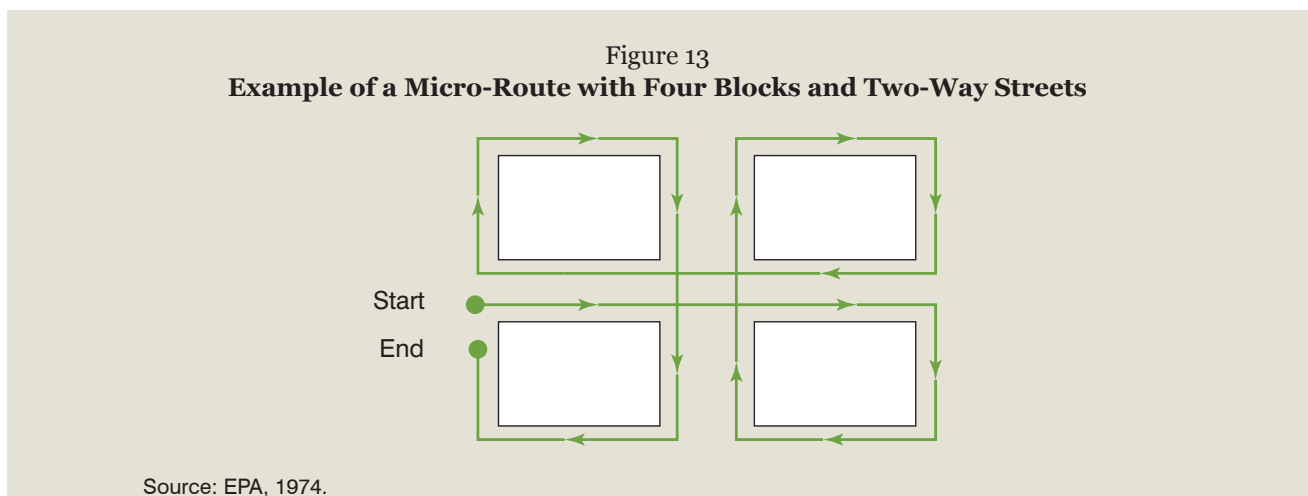 Figure 13
Example of a Micro-Route with Four Blocks and Two-Way Streets
Start
End
Source: EPA, 1974.